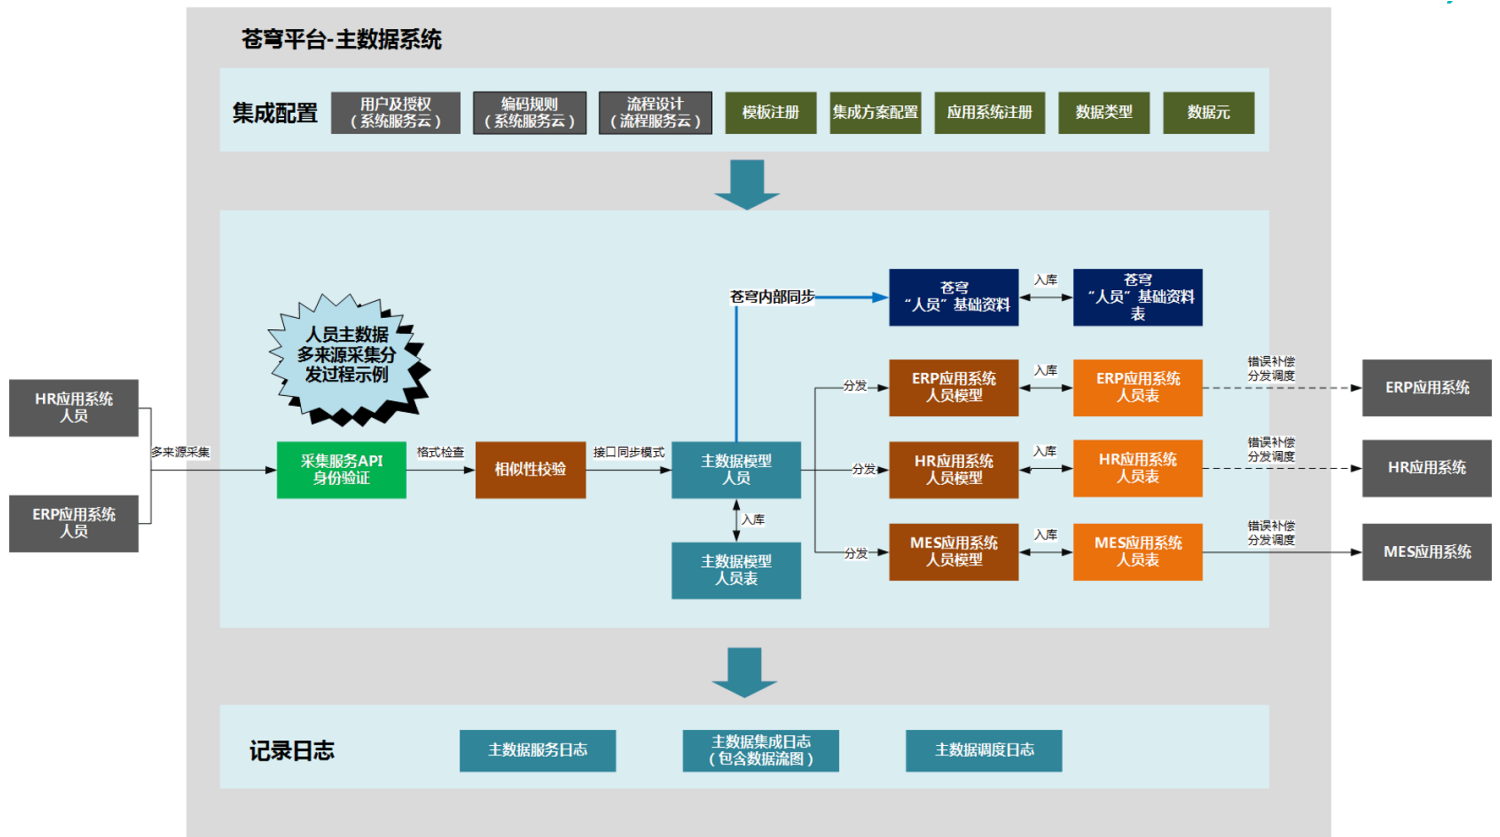 苍穹平台-主数据系统
集成配置
用户及授权
（系统服务云）
编码规则
（系统服务云）
流程设计
（流程服务云）
模板注册
集成方案配置
应用系统注册
数据类型
数据元
人员主数据
多来源采集分
发过程示例
苍穹内部同步
苍穹
“人员”基础资料
入库
苍穹
“人员”基础资料
表
HR应用系统
人员
ERP应用系统
人员
多来源采集
采集服务API
身份验证
格式检查
相似性校验
接口同步模式
主数据模型
人员
入库
主数据模型
人员表
分发
ERP应用系统
人员模型
入库
ERP应用系统
人员表
错误补偿
分发调度
ERP应用系统
分发
HR应用系统
人员模型
入库
HR应用系统
人员表
错误补偿
分发调度
HR应用系统
分发
MES应用系统
人员模型
入库
MES应用系统
人员表
错误补偿
分发调度
MES应用系统
记录日志
主数据服务日志
主数据集成日志
（包含数据流图）
主数据调度日志